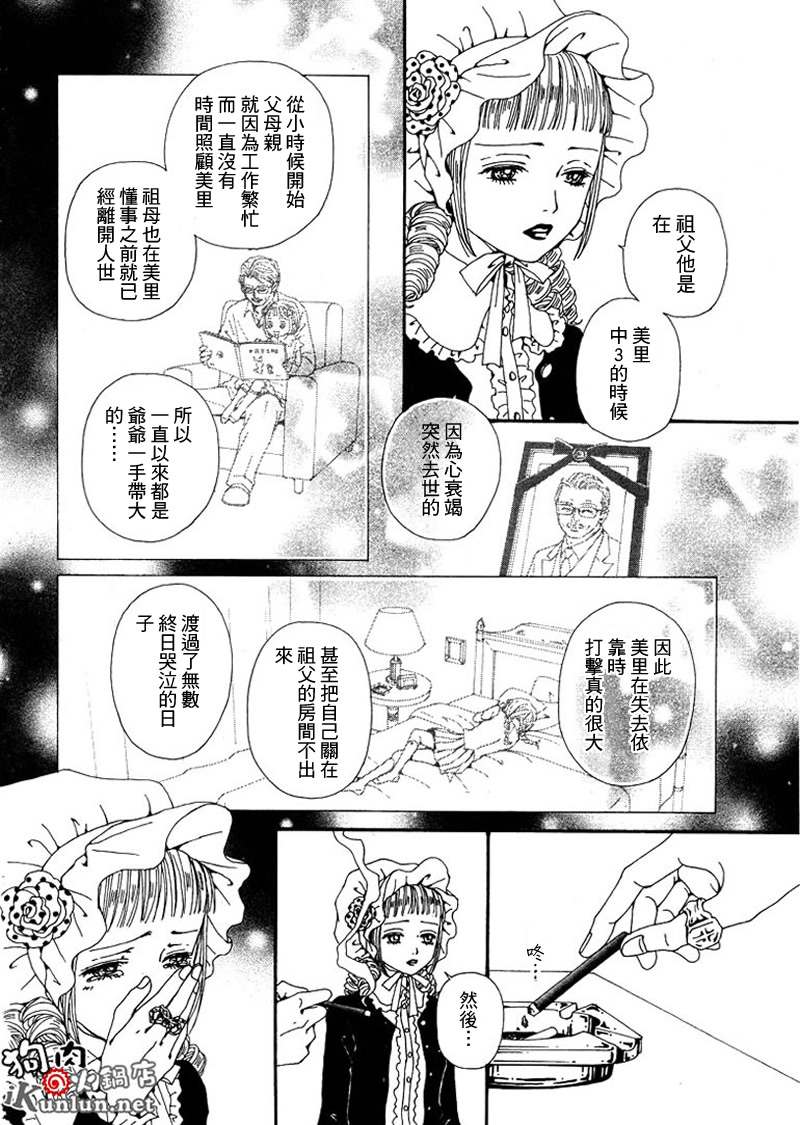 祖父他是
在
美里
中3的時候
因為心衰竭
突然去世的
從小時候開始
父母親
就因為工作繁忙
而一直沒有
時間照顧美里
祖母也在美里
懂事之前就已
經離開人世
所以
一直以來都是
爺爺一手帶大
的……
因此
美里在失去依
靠時
打擊真的很大
甚至把自己關在
祖父的房間不出
來
渡過了無數
終日哭泣的日
子
咚…
然後…
狗肉火鍋店
iKunlun.net